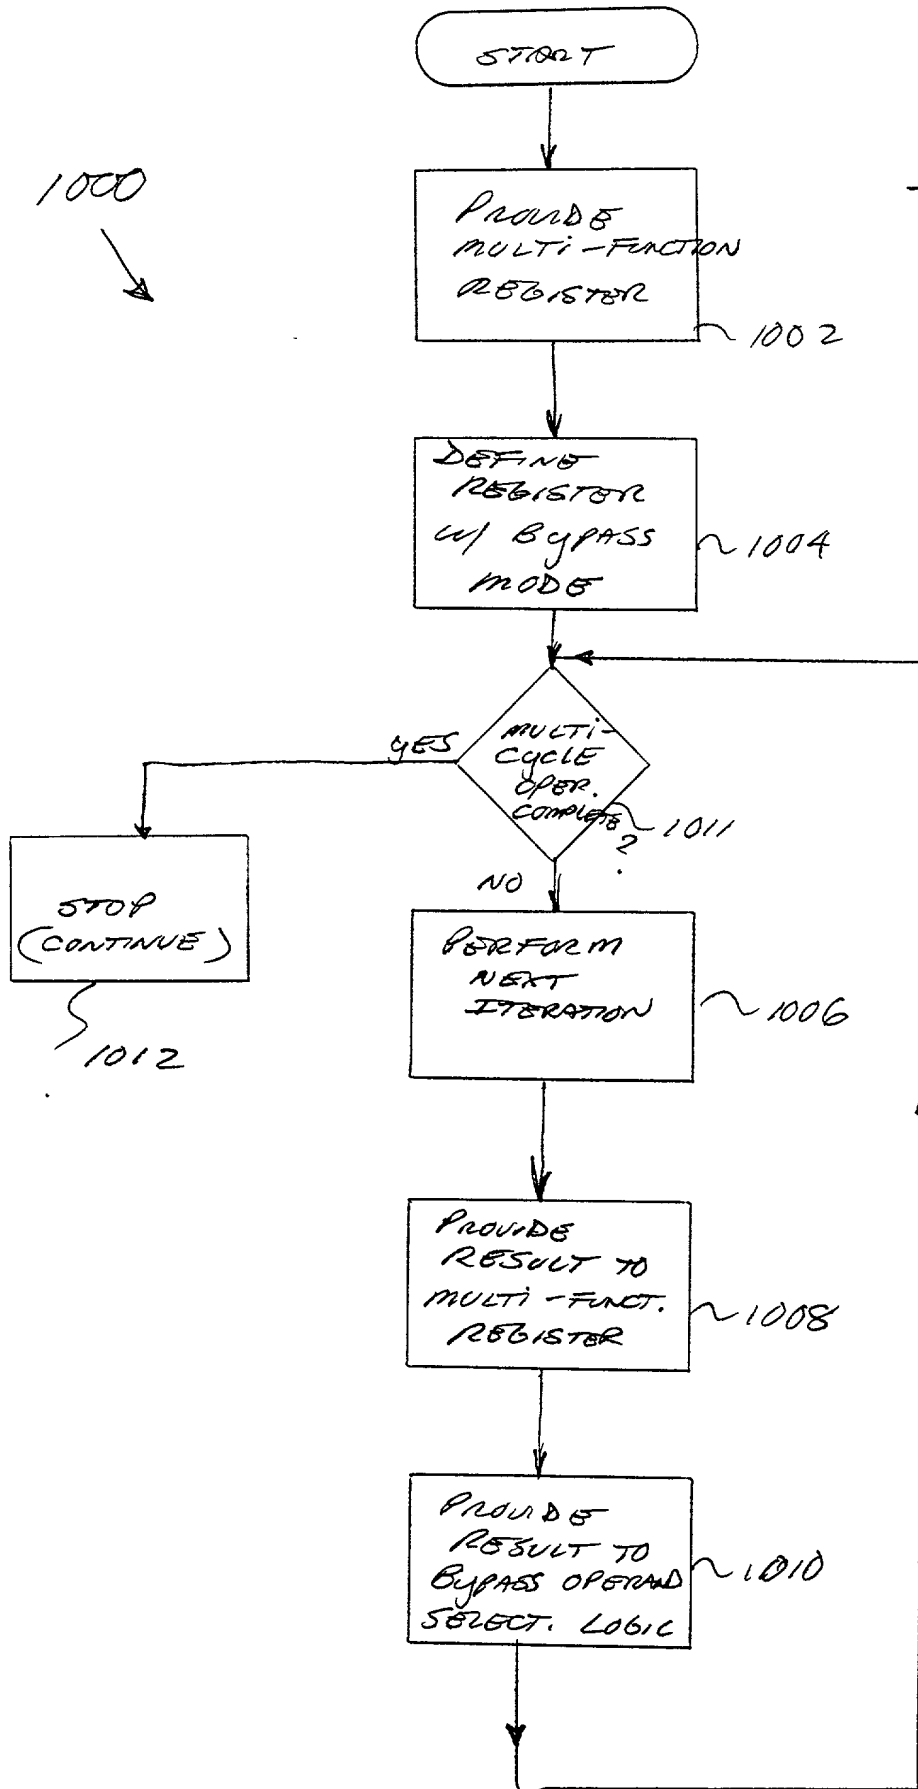 START
1000
PROVIDE
MULTI-FUNCTION
REGISTER
1002
DEFINE
REGISTER
W/ BYPASS
MODE
1004
MULTI-
CYCLE
OPER.
COMPLETE
?
1011
YES
NO
STOP
(CONTINUE)
1012
PERFORM
NEXT
ITERATION
1006
PROVIDE
RESULT TO
MULTI-FUNCT.
REGISTER
1008
PROVIDE
RESULT TO
BYPASS OPERAND
SELECT. LOGIC
1010